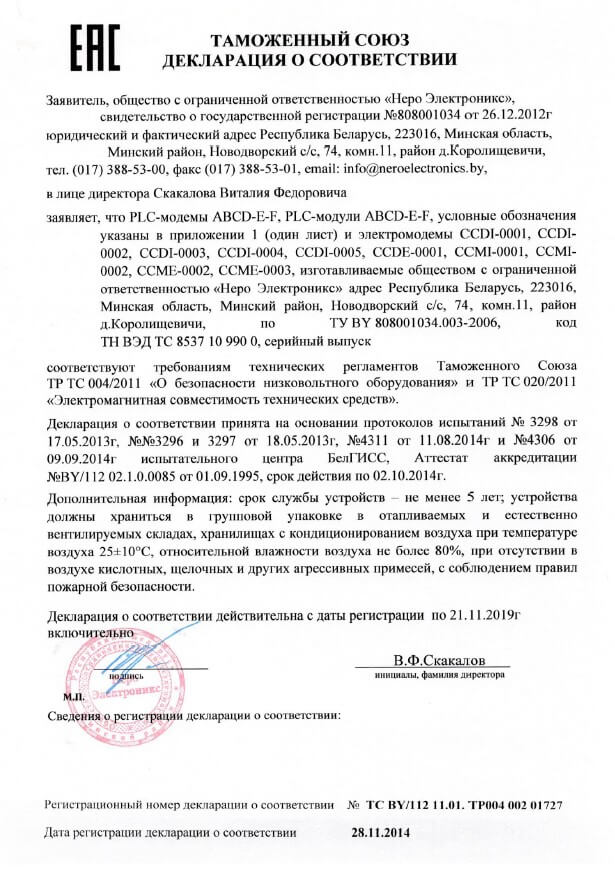 EAC
ТАМОЖЕННЫЙ СОЮЗ
ДЕКЛАРАЦИЯ О СООТВЕТСТВИИ
Заявитель, общество с ограниченной ответственностью «Неро Электроникс»,
свидетельство о государственной регистрации №808001034 от 26.12.2012г
юридический и фактический адрес Республика Беларусь, 223016, Минская область,
Минский район, Новодворский с/с, 74, комн.11, район д.Королищевичи,
тел. (017) 388-53-00, факс (017) 388-53-01, email: info@neroelectronics.by,
в лице директора Скакалова Виталия Федоровича
заявляет, что PLC-модемы ABCD-E-F, PLC-модули ABCD-E-F, условные обозначения
указаны в приложении 1 (один лист) и электромодемы CCDI-0001, CCDI-
0002, CCDI-0003, CCDI-0004, CCDI-0005, CCDE-0001, CCMI-0001, CCMI-
0002, CCME-0002, CCME-0003, изготавливаемые обществом с ограниченной
ответственностью «Неро Электроникс» адрес Республика Беларусь, 223016,
Минская область, Минский район, Новодворский с/с, 74, комн.11, район
д.Королищевичи, по ТУ BY 808001034.003-2006, код
ТН ВЭД ТС 8537 10 990 0, серийный выпуск
соответствуют требованиям технических регламентов Таможенного Союза
ТР ТС 004/2011 «О безопасности низковольтного оборудования» и ТР ТС 020/2011
«Электромагнитная совместимость технических средств».
Декларация о соответствии принята на основании протоколов испытаний № 3298 от
17.05.2013г, №№3296 и 3297 от 18.05.2013г, №4311 от 11.08.2014г и №4306 от
09.09.2014г испытательного центра БелГИСС, Аттестат аккредитации
№BY/112 02.1.0.0085 от 01.09.1995, срок действия по 02.10.2014г.
Дополнительная информация: срок службы устройств – не менее 5 лет; устройства
должны храниться в групповой упаковке в отапливаемых и естественно
вентилируемых складах, хранилищах с кондиционированием воздуха при температуре
воздуха 25±10°С, относительной влажности воздуха не более 80%, при отсутствии в
воздухе кислотных, щелочных и других агрессивных примесей, с соблюдением правил
пожарной безопасности.
Декларация о соответствии действительна с даты регистрации по 21.11.2019г
включительно
В.Ф.Скакалов
подпись
инициалы, фамилия директора
Неро
Электроникс
М.П.
Сведения о регистрации декларации о соответствии:
Регистрационный номер декларации о соответствии № ТС BY/112 11.01. ТР004 002 01727
Дата регистрации декларации о соответствии 28.11.2014